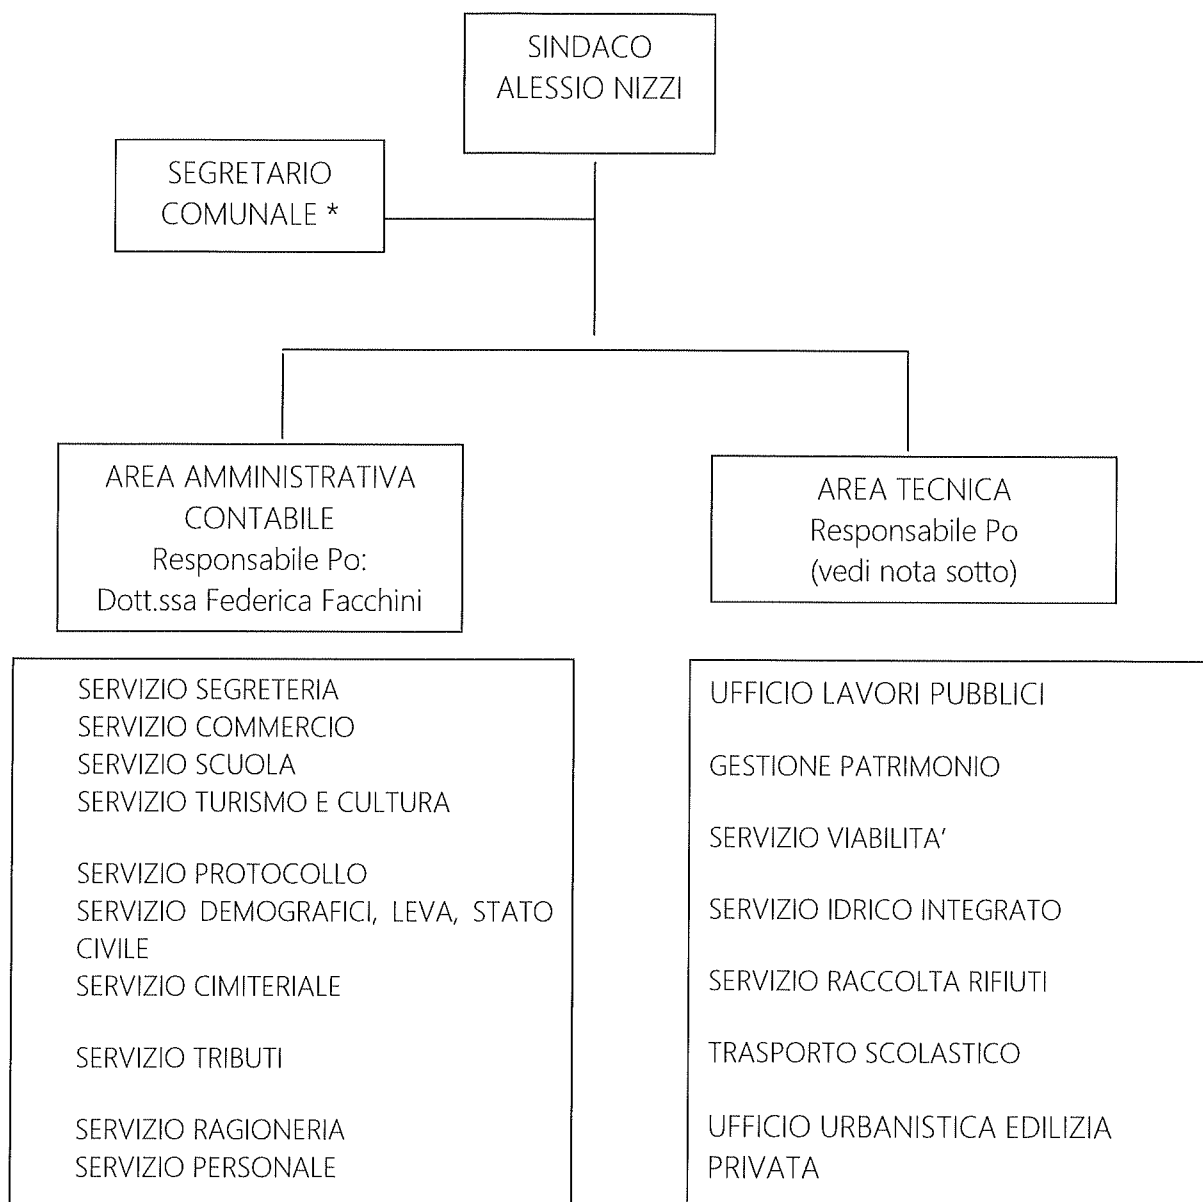 SINDACO
ALESSIO NIZZI
SEGRETARIO
COMUNALE *
AREA AMMINISTRATIVA
CONTABILE
Responsabile Po:
Dott.ssa Federica Facchini
AREA TECNICA
Responsabile Po
(vedi nota sotto)
SERVIZIO SEGRETERIA
SERVIZIO COMMERCIO
SERVIZIO SCUOLA
SERVIZIO TURISMO E CULTURA
SERVIZIO PROTOCOLLO
SERVIZIO DEMOGRAFICI, LEVA, STATO
CIVILE
SERVIZIO CIMITERIALE
SERVIZIO TRIBUTI
SERVIZIO RAGIONERIA
SERVIZIO PERSONALE
UFFICIO LAVORI PUBBLICI
GESTIONE PATRIMONIO
SERVIZIO VIABILITA’
SERVIZIO IDRICO INTEGRATO
SERVIZIO RACCOLTA RIFIUTI
TRASPORTO SCOLASTICO
UFFICIO URBANISTICA EDILIZIA
PRIVATA